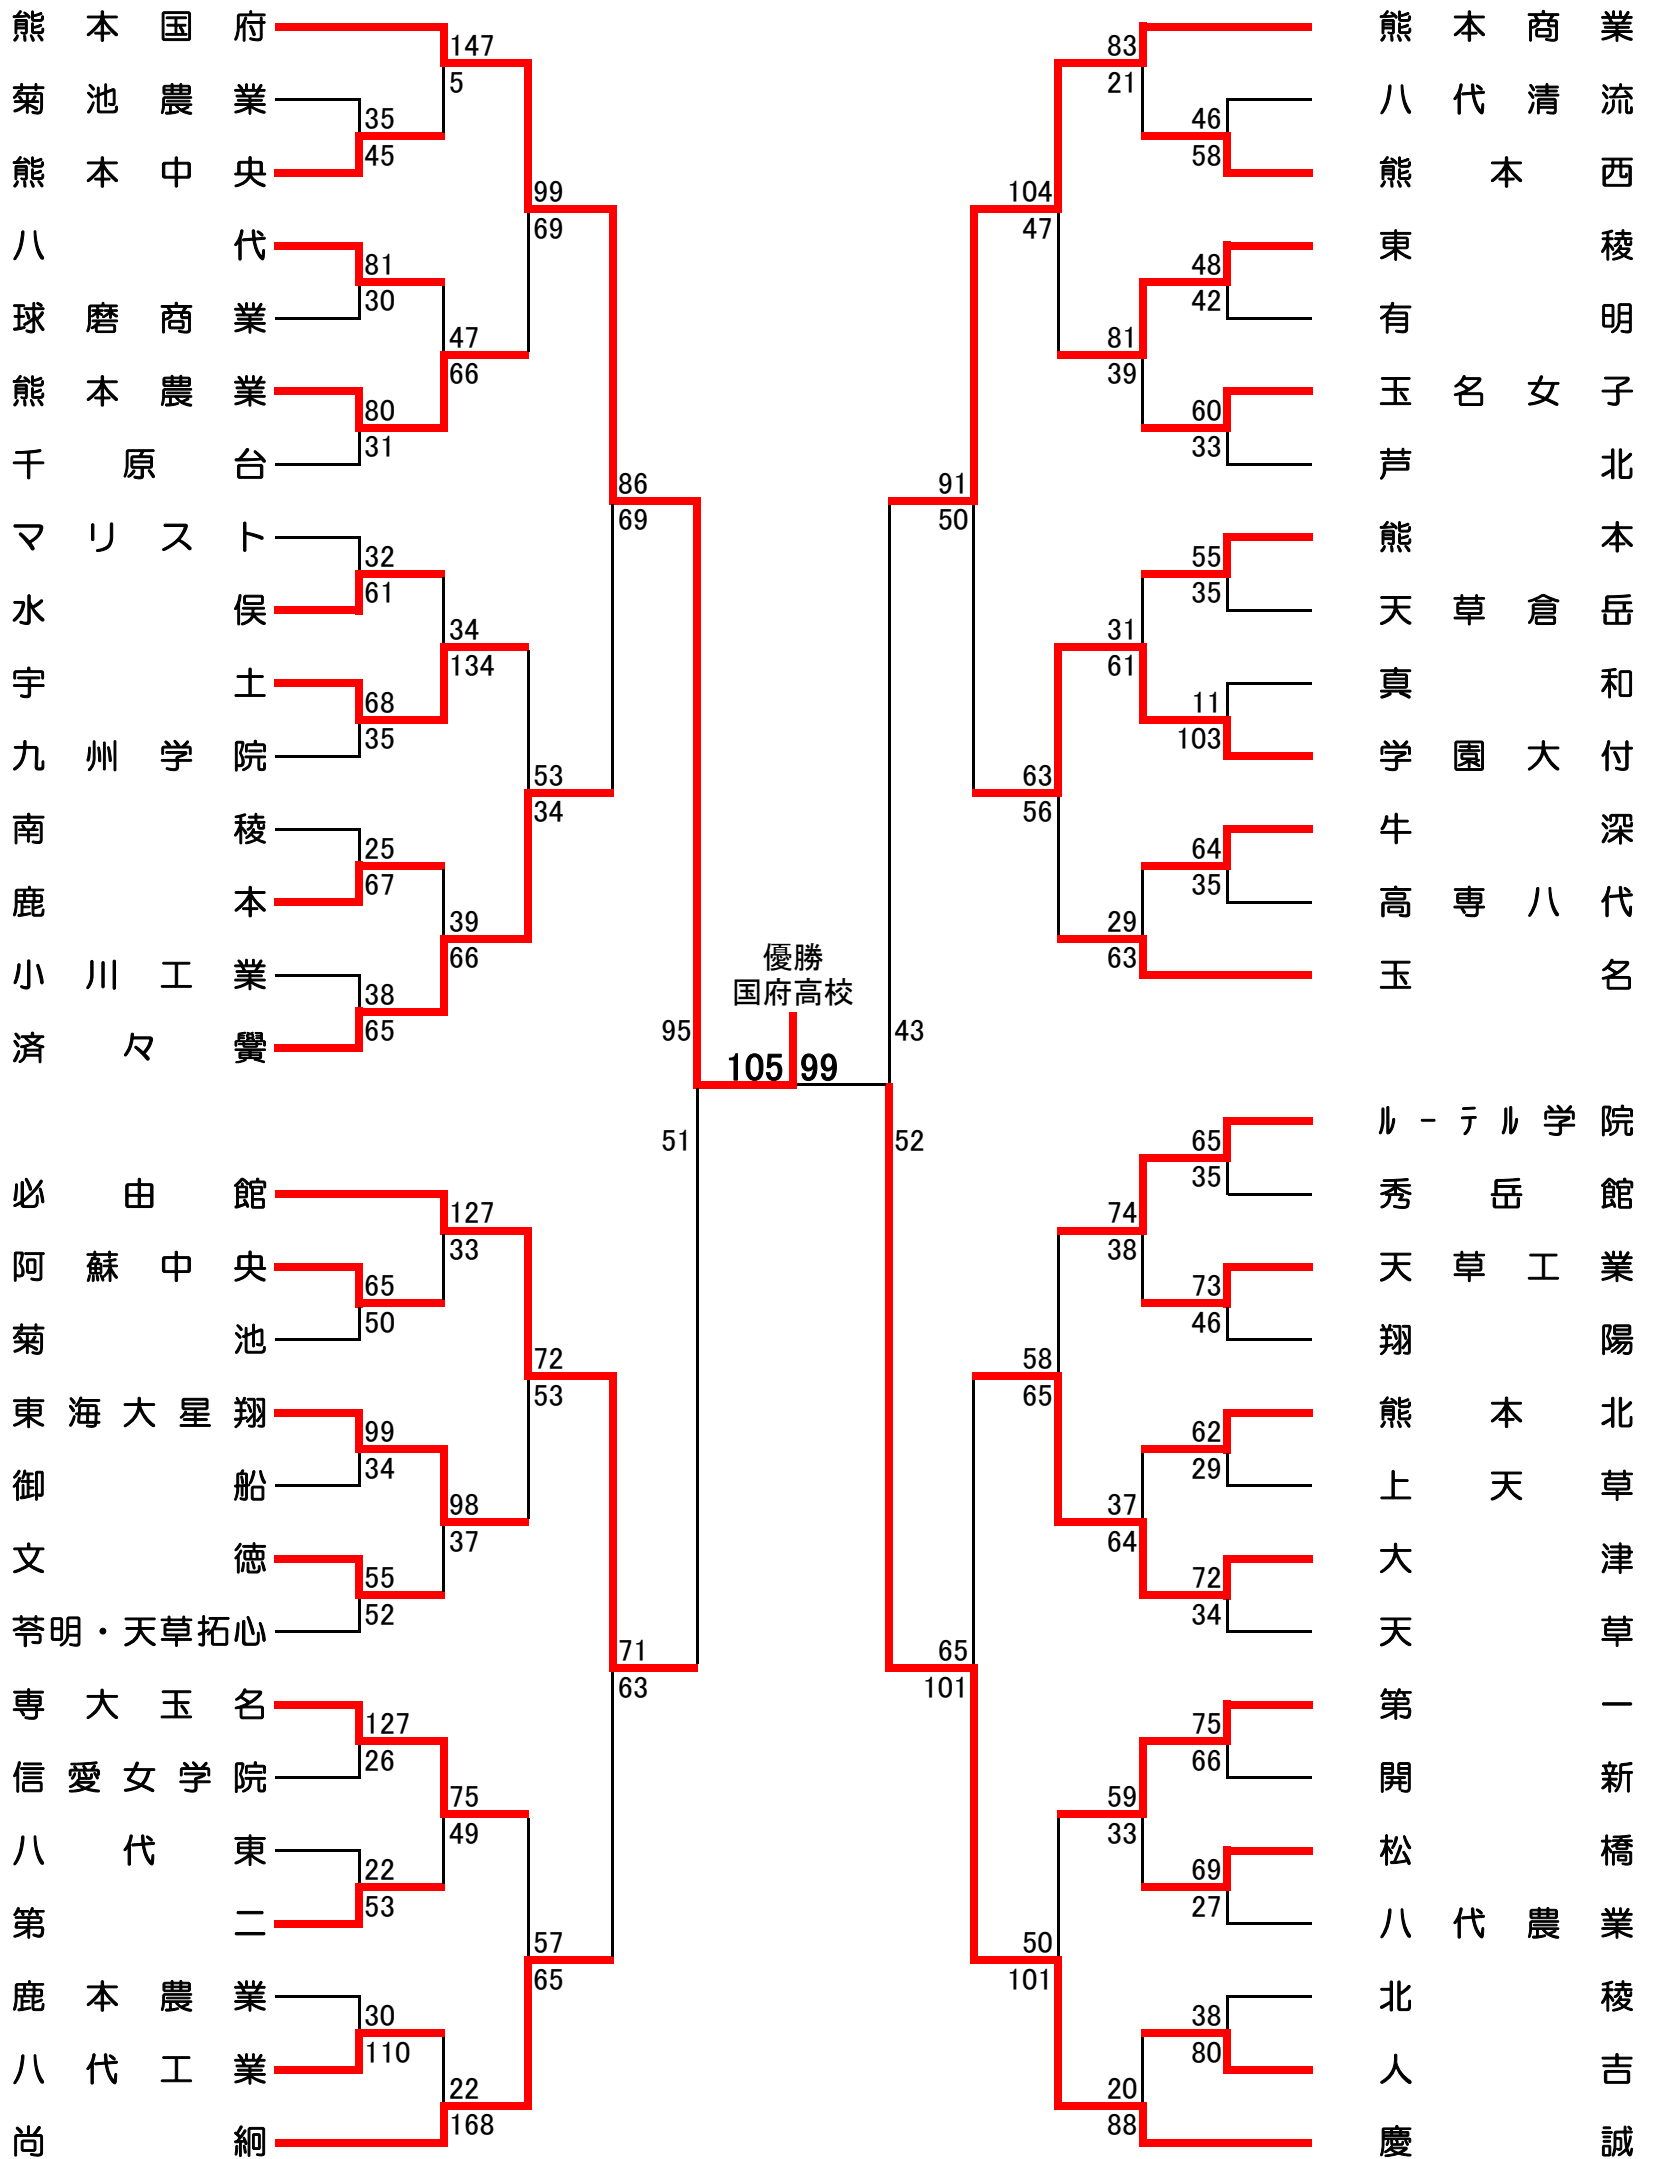 熊本国府
147
5
菊池農業
35
45
熊本中央
99
69
八代
81
30
球磨商業
47
66
熊本農業
80
31
千原台
86
69
マリスト
32
61
水俣
34
134
宇土
68
35
九州学院
53
34
南稜
25
67
鹿本
39
66
小川工業
38
65
済々黌
95
51
必由館
127
33
阿蘇中央
65
50
菊池
72
53
東海大星翔
99
34
御船
98
37
文徳
55
52
苓明・天草拓心
71
63
専大玉名
127
26
信愛女学院
75
49
八代東
22
53
第二
57
65
鹿本農業
30
110
八代工業
22
168
尚絅
優勝
国府高校
105 99
熊本商業
83
21
八代清流
46
58
熊本西
104
47
東稜
48
42
有明
81
39
玉名女子
60
33
芦北
91
50
熊本
55
35
天草倉岳
31
61
真和
11
103
学園大付
63
56
牛深
64
35
高専八代
29
63
玉名
43
52
ﾙｰﾃﾙ学院
65
35
秀岳館
74
38
天草工業
73
46
翔陽
58
65
熊本北
62
29
上天草
37
64
大津
72
34
天草
65
101
第一
75
66
開新
59
33
松橋
69
27
八代農業
50
101
北稜
38
80
人吉
20
88
慶誠